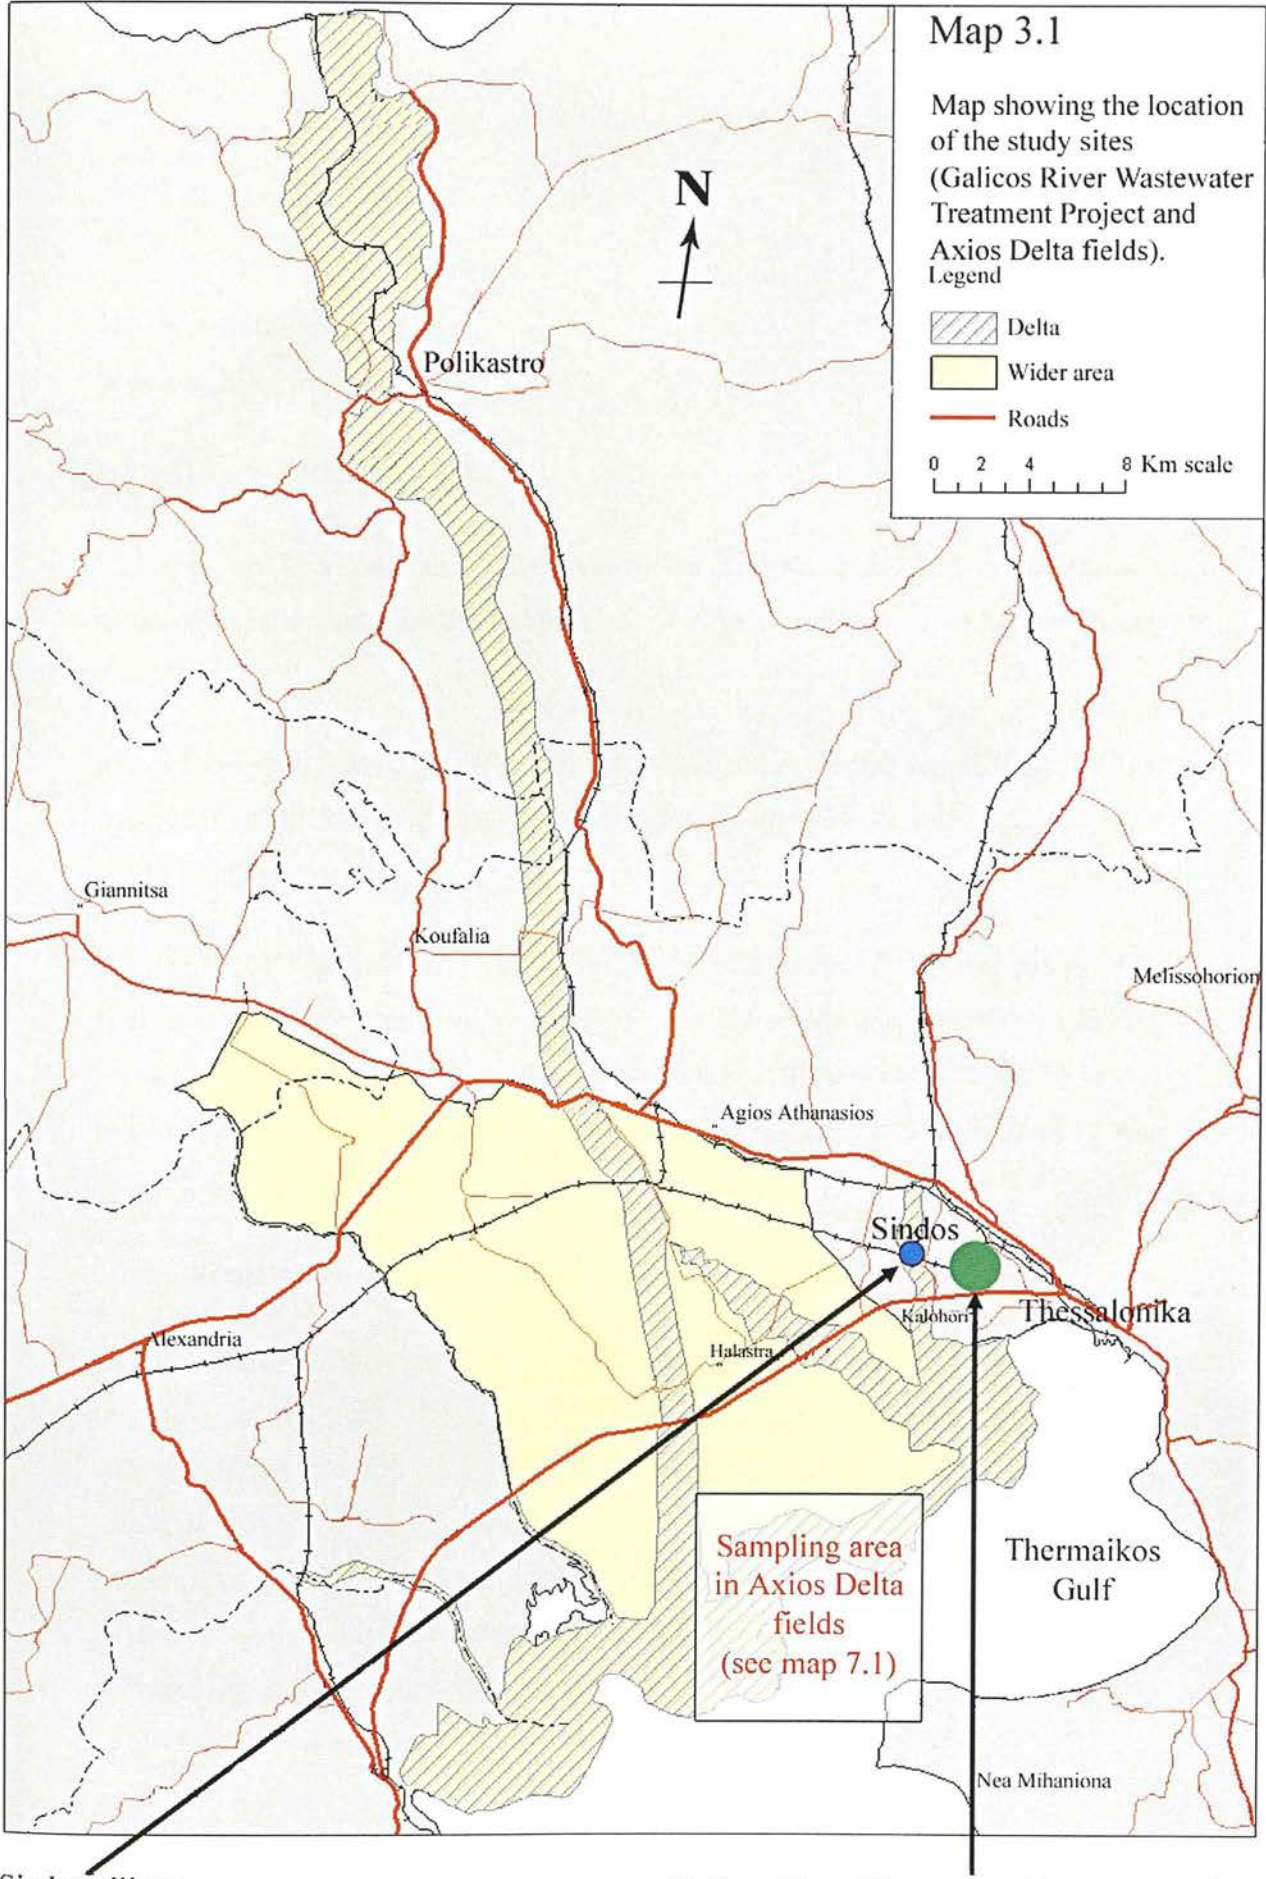 Map 3.1
Map showing the location
of the study sites
(Galicos River Wastewater
Treatment Project and
Axios Delta fields).
Legend
Delta
Wider area
Roads
0 2 4 8 Km scale
N
Polikastro
Giannitsa
Koufalia
Melissohorion
Agios Athanasios
Sindos
Kalohori
Thessalonika
Alexandria
Halastra
Sampling area
in Axios Delta
fields
(see map 7.1)
Thermaikos
Gulf
Nea Mihaniona